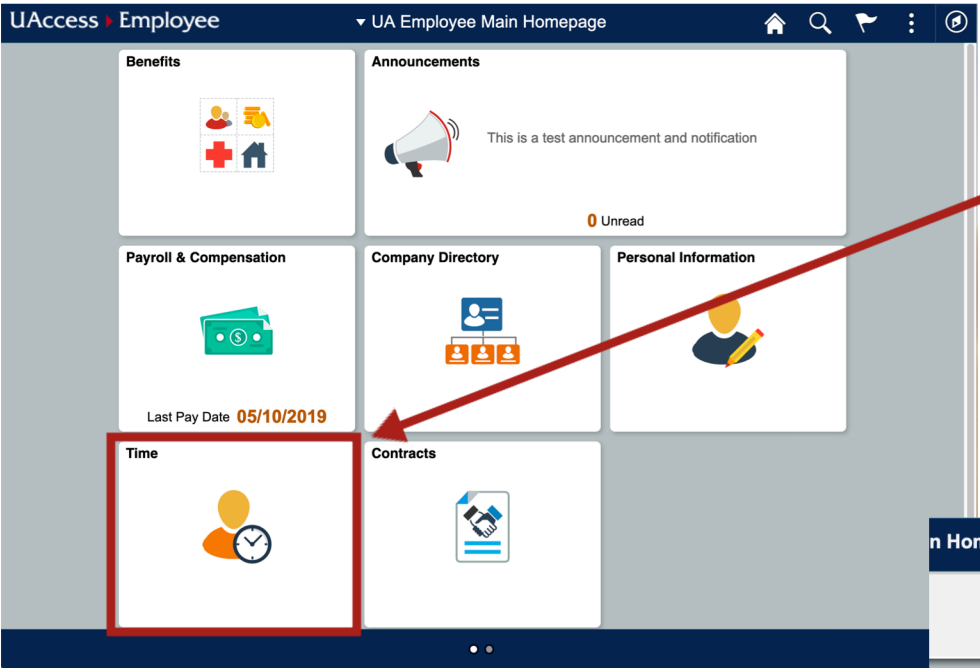 UAccess Employee
UA Employee Main Homepage
Benefits
Announcements
This is a test announcement and notification
0 Unread
Payroll & Compensation
Company Directory
Personal Information
$
Last Pay Date 05/10/2019
Time
Contracts
n Hor